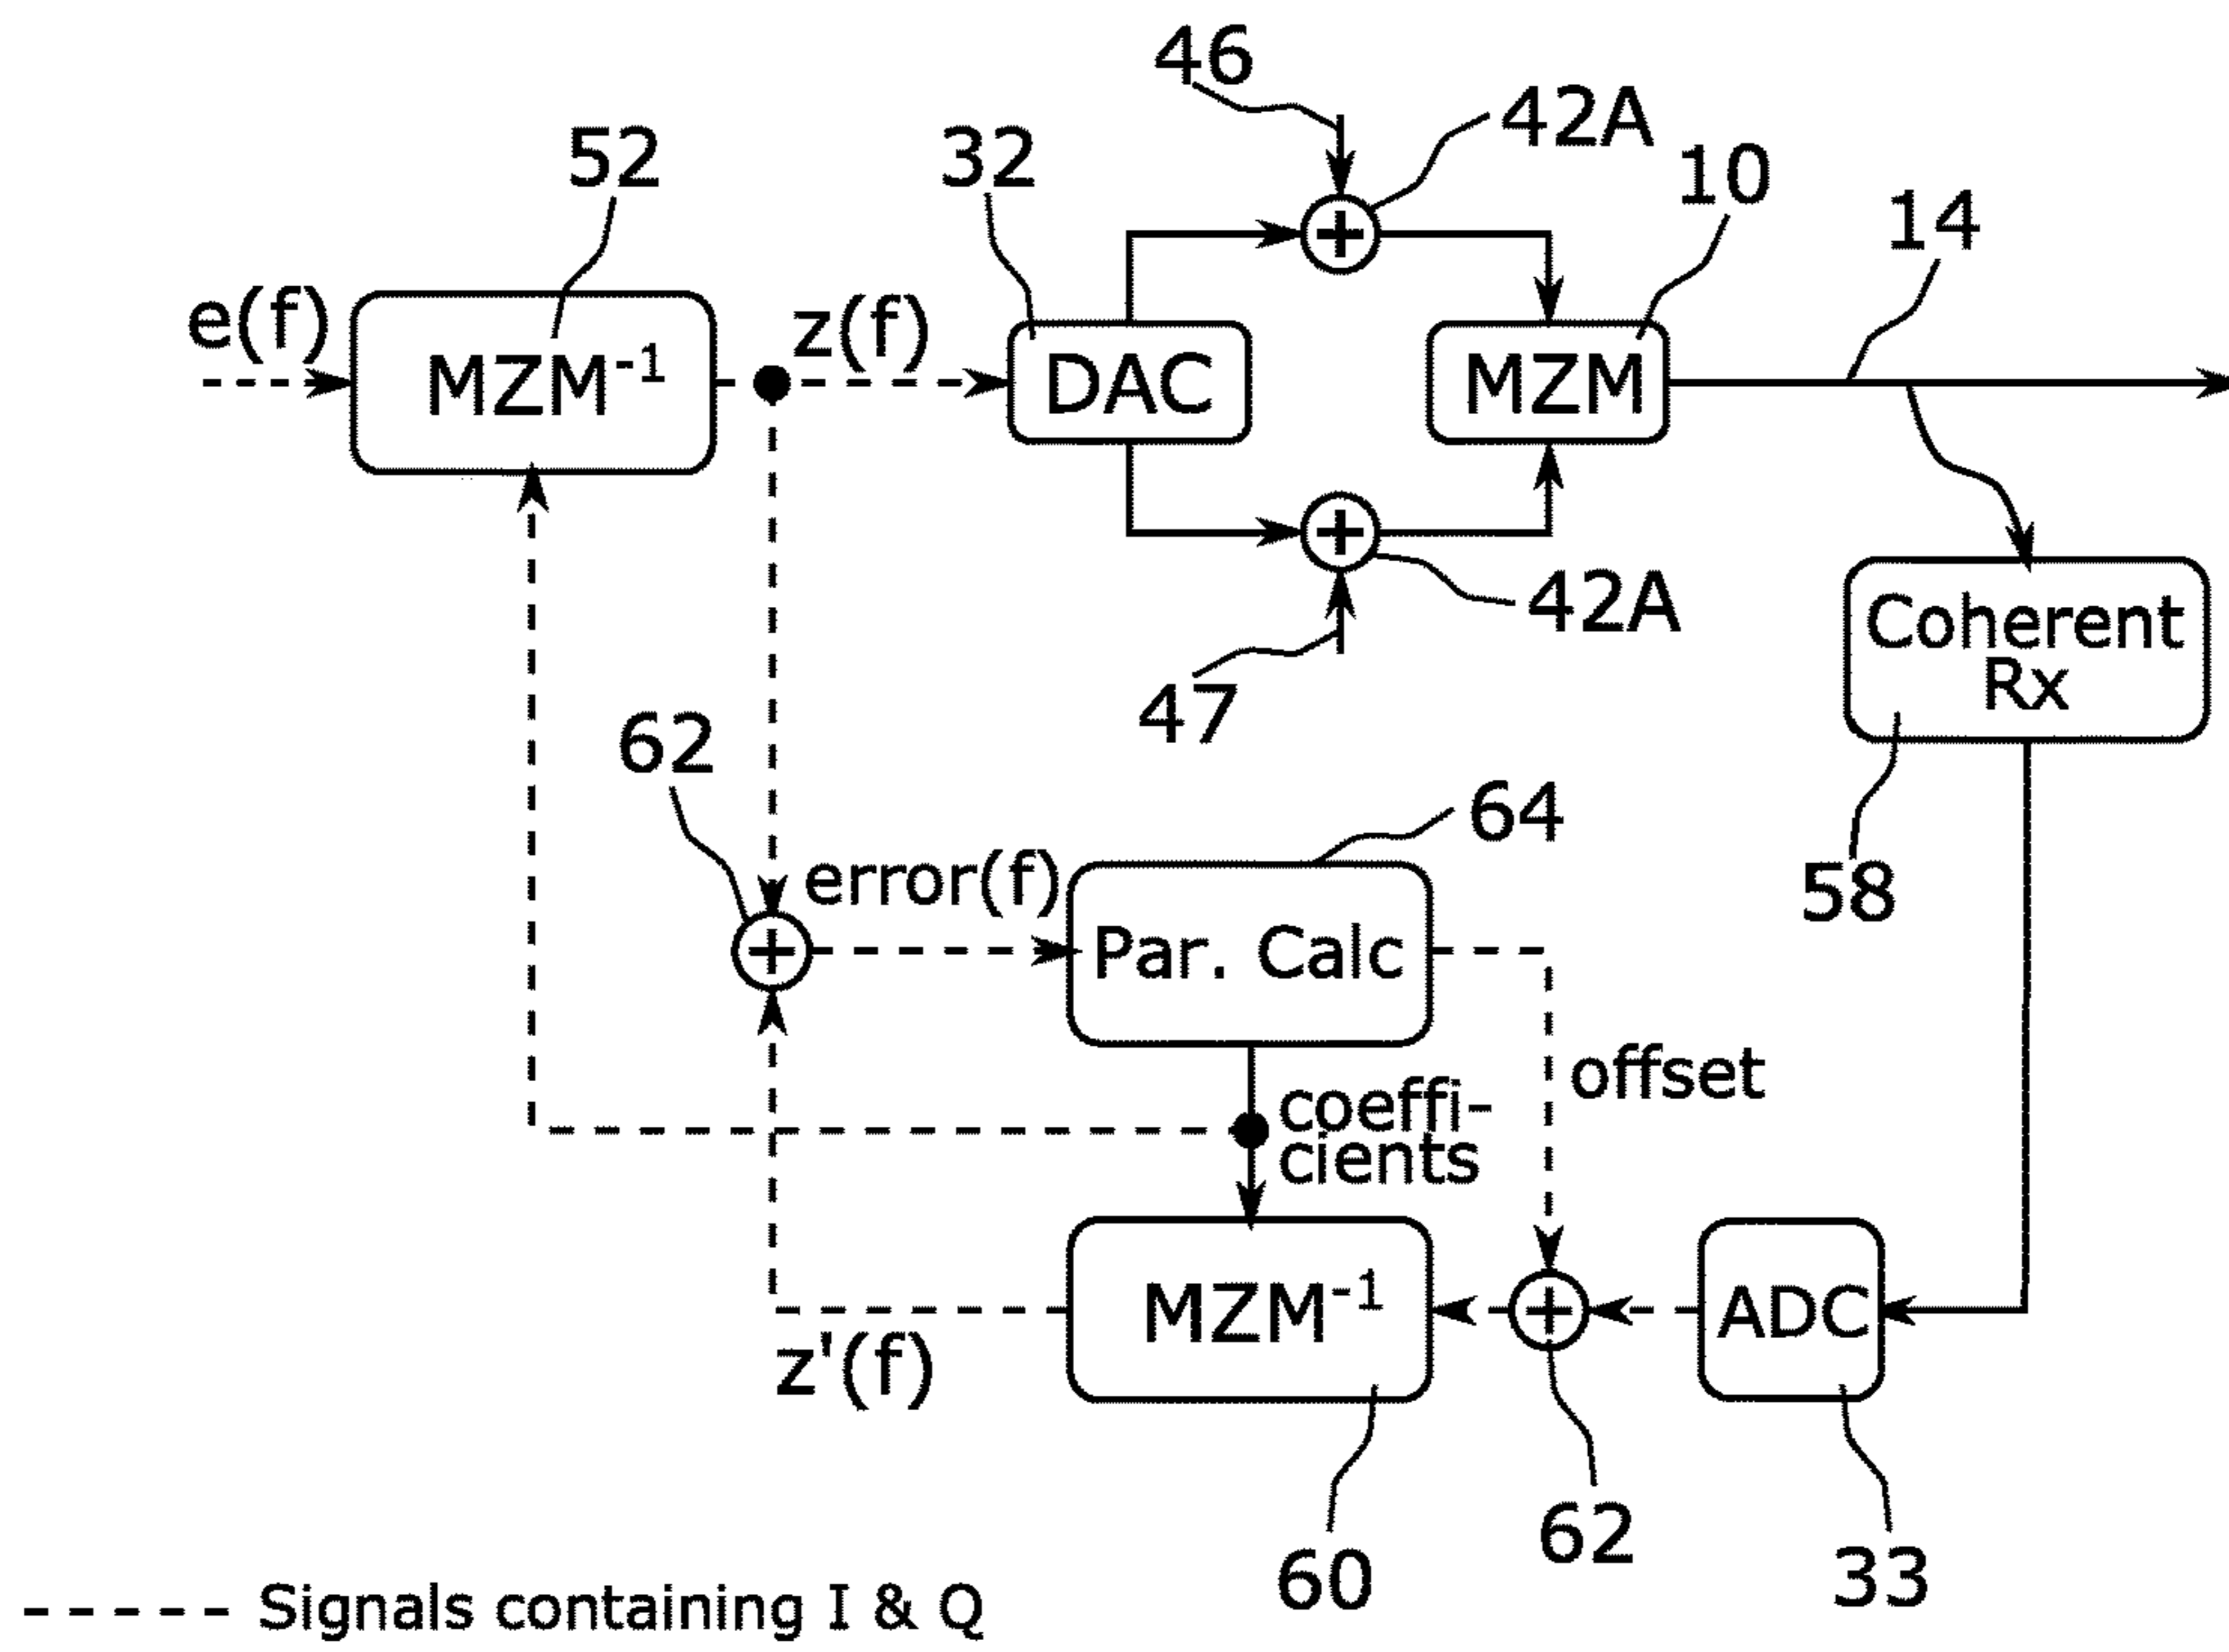 46
42A
52
32
10
14
e(f)
z(f)
MZM⁻¹
DAC
MZM
42A
Coherent
Rx
47
62
64
error(f)
58
Par. Calc
offset
coeffi-
cients
MZM⁻¹
ADC
z'(f)
62
60
33
Signals containing I & Q